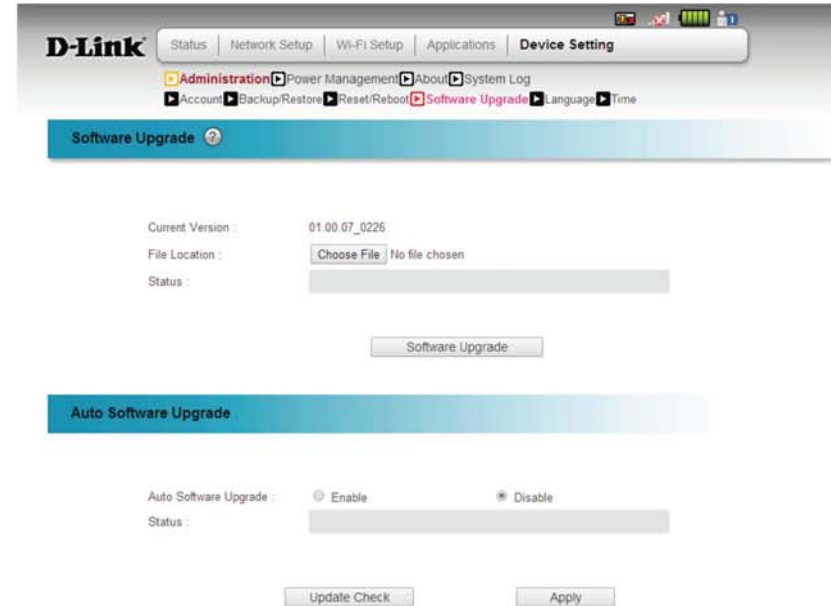 D-Link
Status | Network Setup | Wi-Fi Setup | Applications | Device Setting
Administration Power Management About System Log
Account Backup/Restore Reset/Reboot Software Upgrade Language Time
Software Upgrade ?
Current Version : 01.00.07_0226
File Location : Choose File No file chosen
Status :
Software Upgrade
Auto Software Upgrade
Auto Software Upgrade : Enable Disable
Status :
Update Check Apply